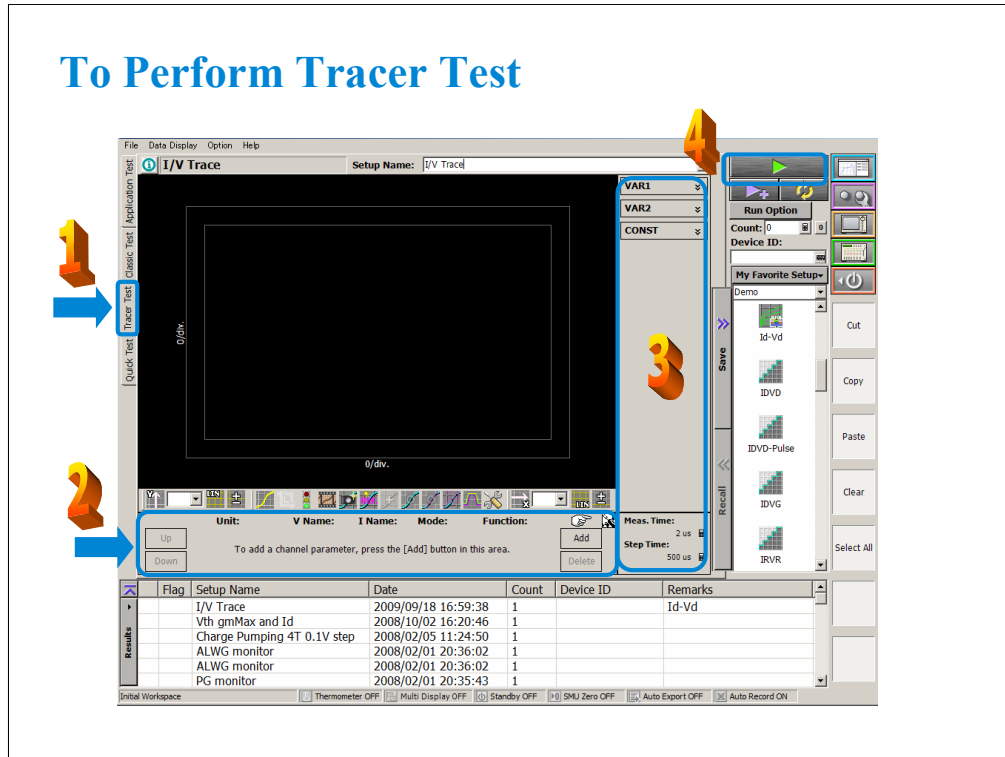 To Perform Tracer Test
1
2
3
4
File Data Display Option Help
I/V Trace
Setup Name: I/V Trace
Application Test
Classic Test
Tracer Test
Quick Test
0/div.
0/div.
VAR1
VAR2
CONST
Y
LIN
X
LIN
Unit: V Name: I Name: Mode: Function:
Up
Down
To add a channel parameter, press the [Add] button in this area.
Add
Delete
Meas. Time:
2 us
Step Time:
500 us
Save
Recall
Run Option
Count: 0
0
Device ID:
My Favorite Setup
Demo
Id-Vd
IDVD
IDVD-Pulse
IDVG
IRVR
Cut
Copy
Paste
Clear
Select All
Results
Flag Setup Name Date Count Device ID Remarks
I/V Trace 2009/09/18 16:59:38 1 Id-Vd
Vth gmMax and Id 2008/10/02 16:20:46 1
Charge Pumping 4T 0.1V step 2008/02/05 11:24:50 1
ALWG monitor 2008/02/01 20:36:02 1
ALWG monitor 2008/02/01 20:36:02 1
PG monitor 2008/02/01 20:35:43 1
Initial Workspace Thermometer OFF Multi Display OFF Standby OFF SMU Zero OFF Auto Export OFF Auto Record ON